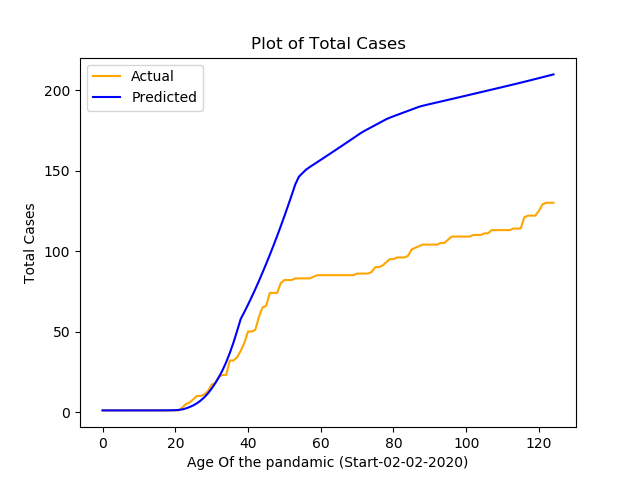 Plot of Total Cases
Actual
Predicted
200
150
100
50
0
Total Cases
0 20 40 60 80 100 120
Age Of the pandamic (Start-02-02-2020)